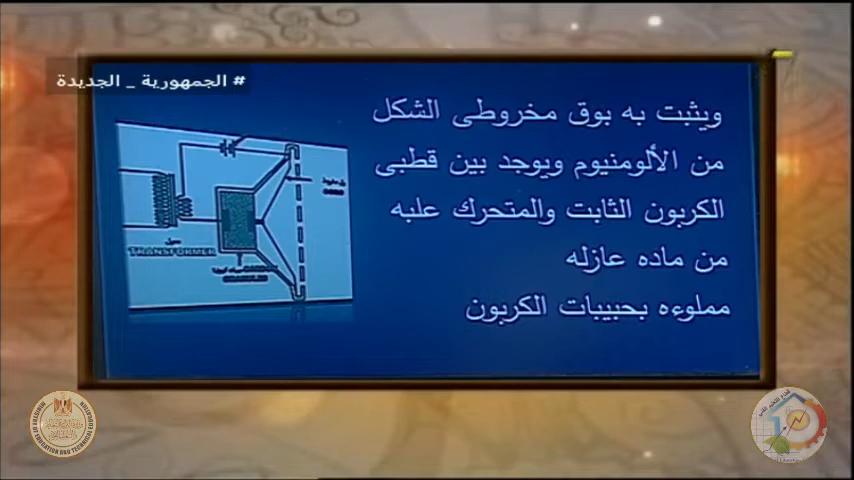 # الجمهورية _ الجديدة
ويثبت به بوق مخروطى الشكل
من الألومنيوم ويوجد بين قطبى
الكربون الثابت والمتحرك علبه
من ماده عازله
مملوءه بحبيبات الكربون
TRANSFORMER